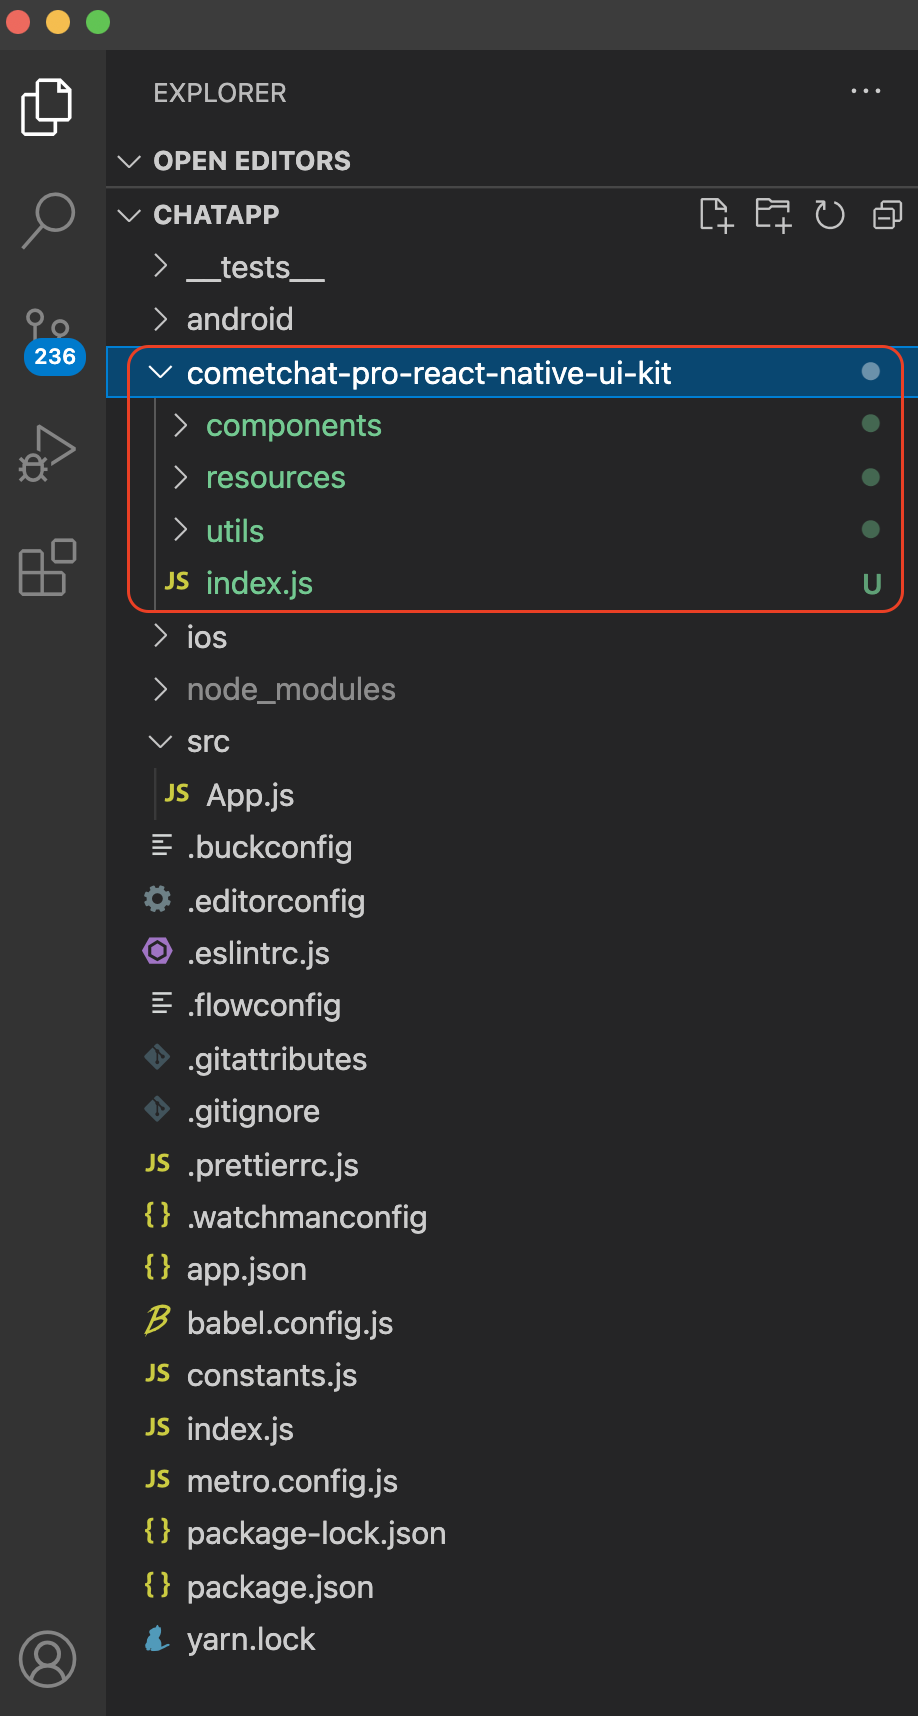 EXPLORER
OPEN EDITORS
CHATAPP
__tests__
android
236
cometchat-pro-react-native-ui-kit
components
resources
utils
JS index.js U
ios
node_modules
src
JS App.js
.buckconfig
.editorconfig
.eslintrc.js
.flowconfig
.gitattributes
.gitignore
JS .prettierrc.js
{} .watchmanconfig
{} app.json
B babel.config.js
JS constants.js
JS index.js
JS metro.config.js
{} package-lock.json
{} package.json
yarn.lock